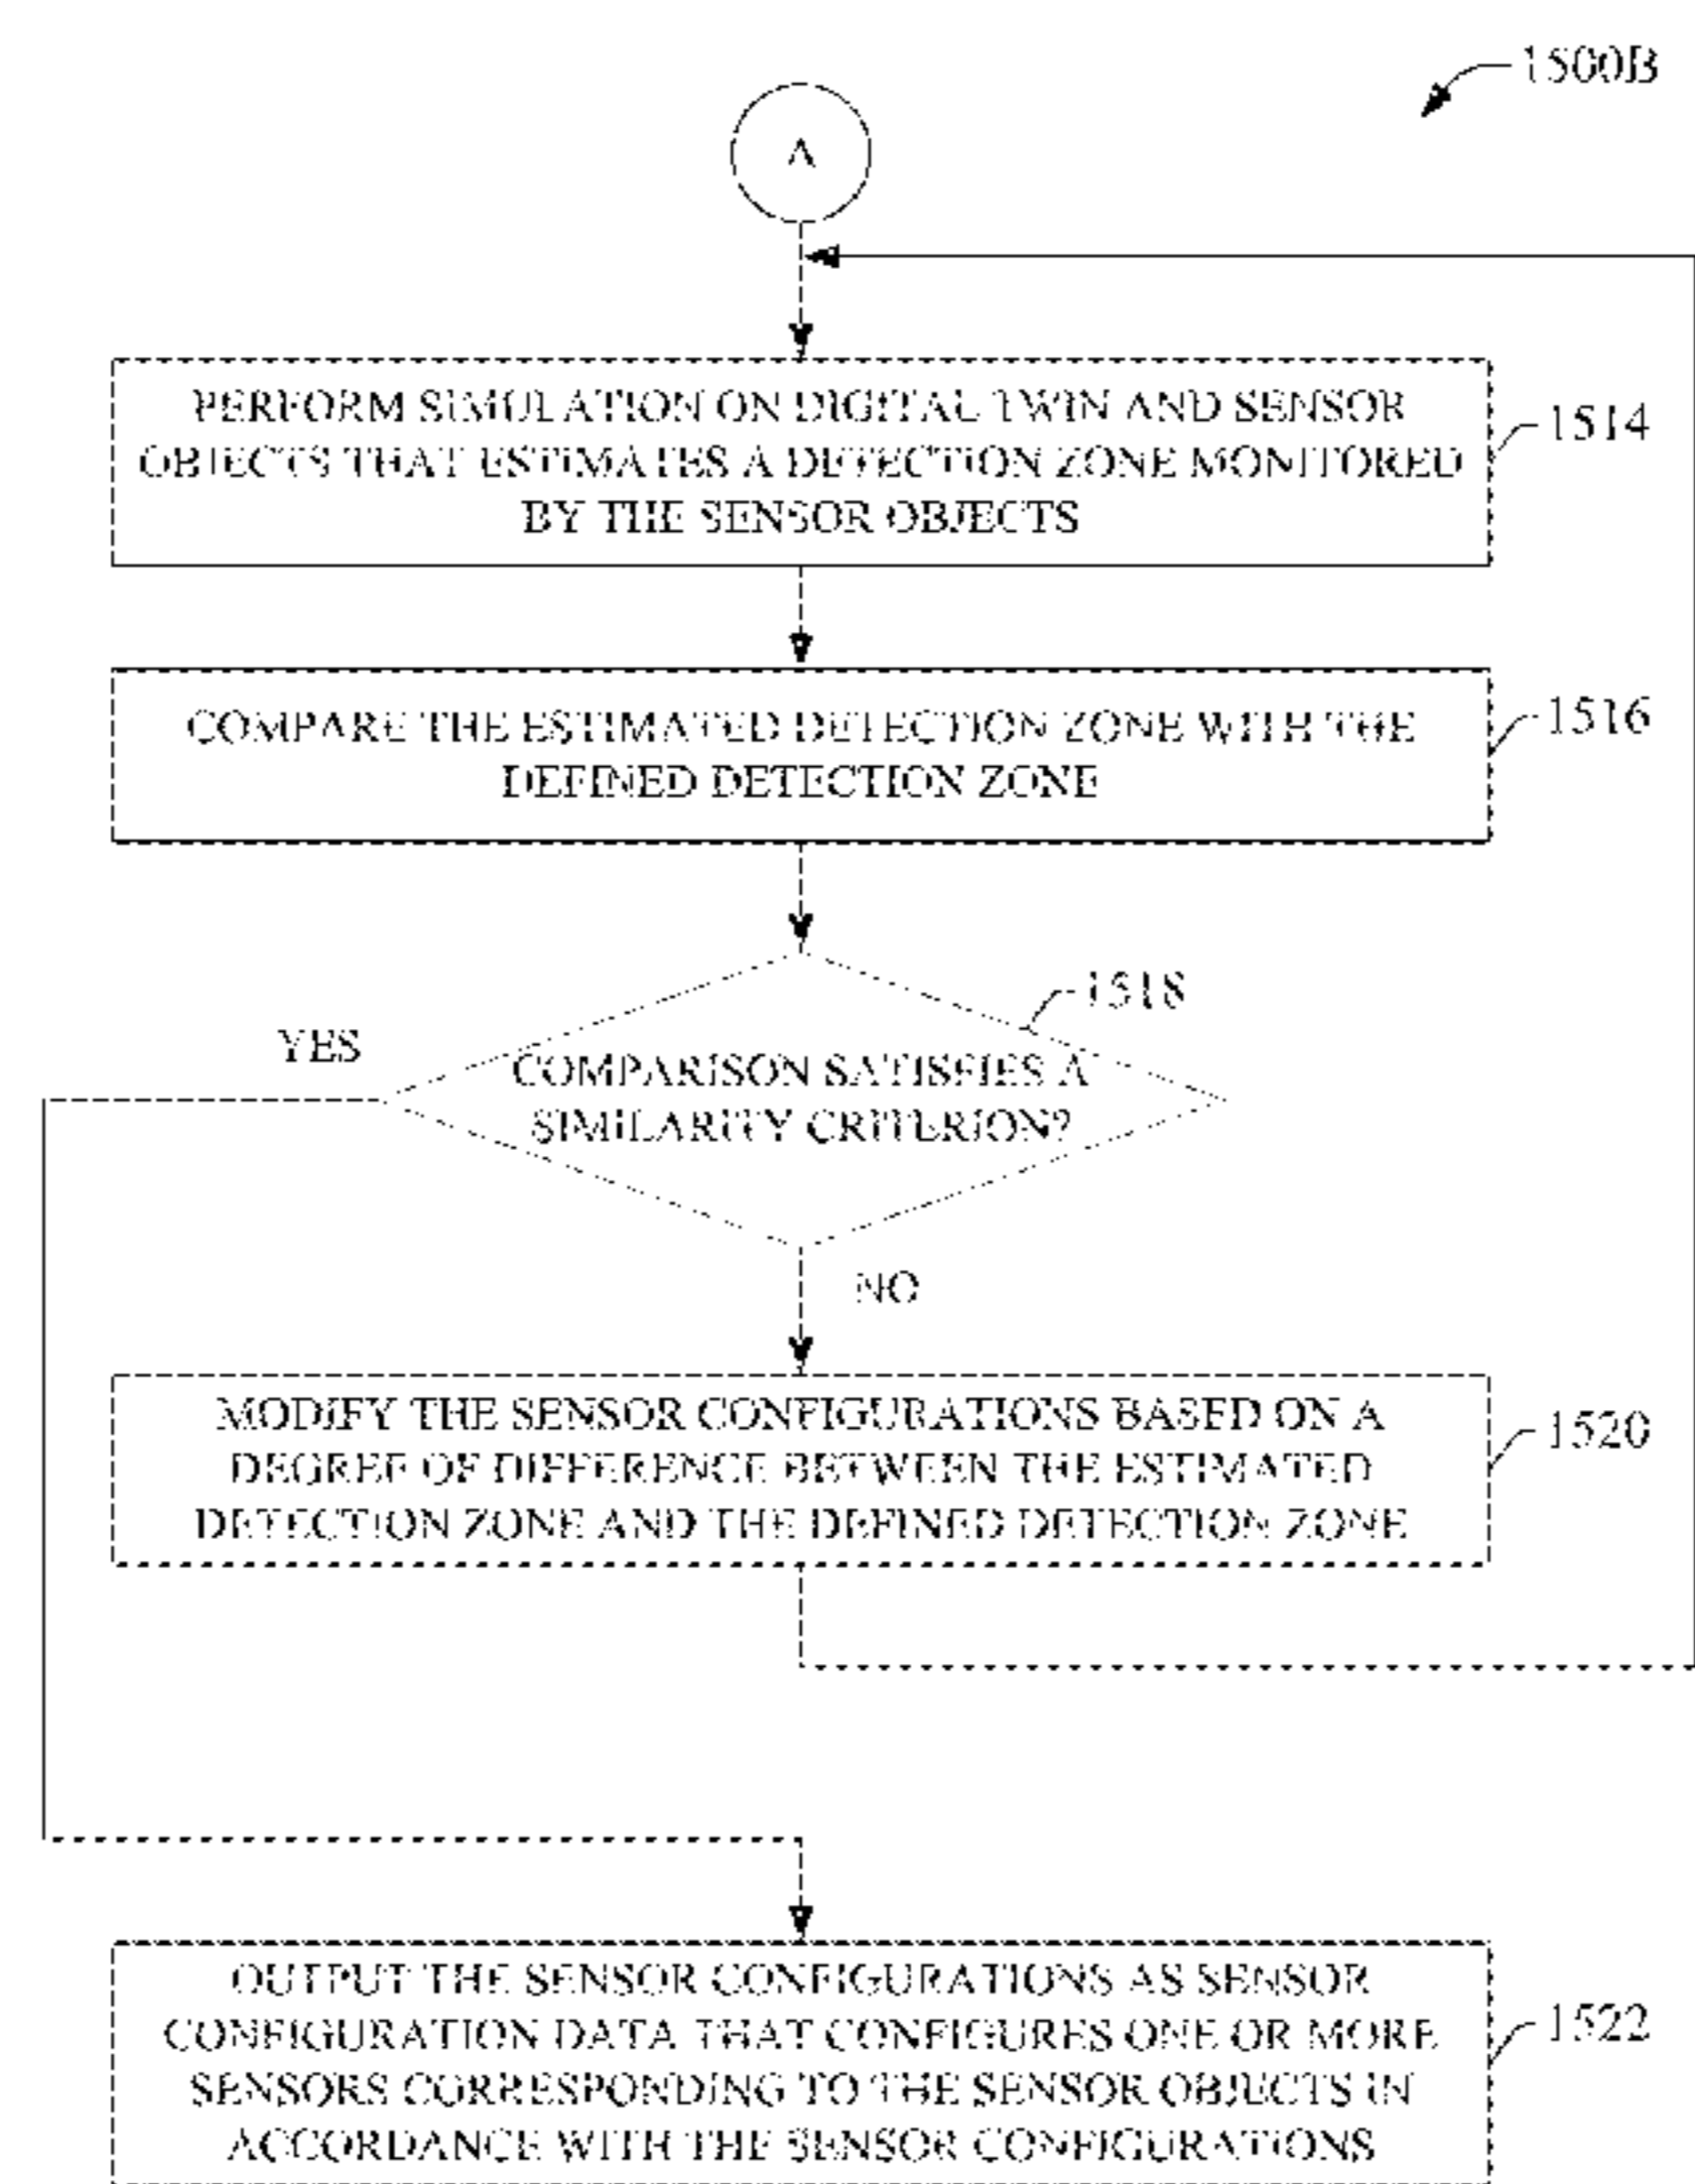 1500B
A
PERFORM SIMULATION ON DIGITAL TWIN AND SENSOR
OBJECTS THAT ESTIMATES A DETECTION ZONE MONITORED
BY THE SENSOR OBJECTS
1514
COMPARE THE ESTIMATED DETECTION ZONE WITH THE
DEFINED DETECTION ZONE
1516
1518
YES
COMPARISON SATISFIES A
SIMILARITY CRITERION?
NO
MODIFY THE SENSOR CONFIGURATIONS BASED ON A
DEGREE OF DIFFERENCE BETWEEN THE ESTIMATED
DETECTION ZONE AND THE DEFINED DETECTION ZONE
1520
OUTPUT THE SENSOR CONFIGURATIONS AS SENSOR
CONFIGURATION DATA THAT CONFIGURES ONE OR MORE
SENSORS CORRESPONDING TO THE SENSOR OBJECTS IN
ACCORDANCE WITH THE SENSOR CONFIGURATIONS
1522